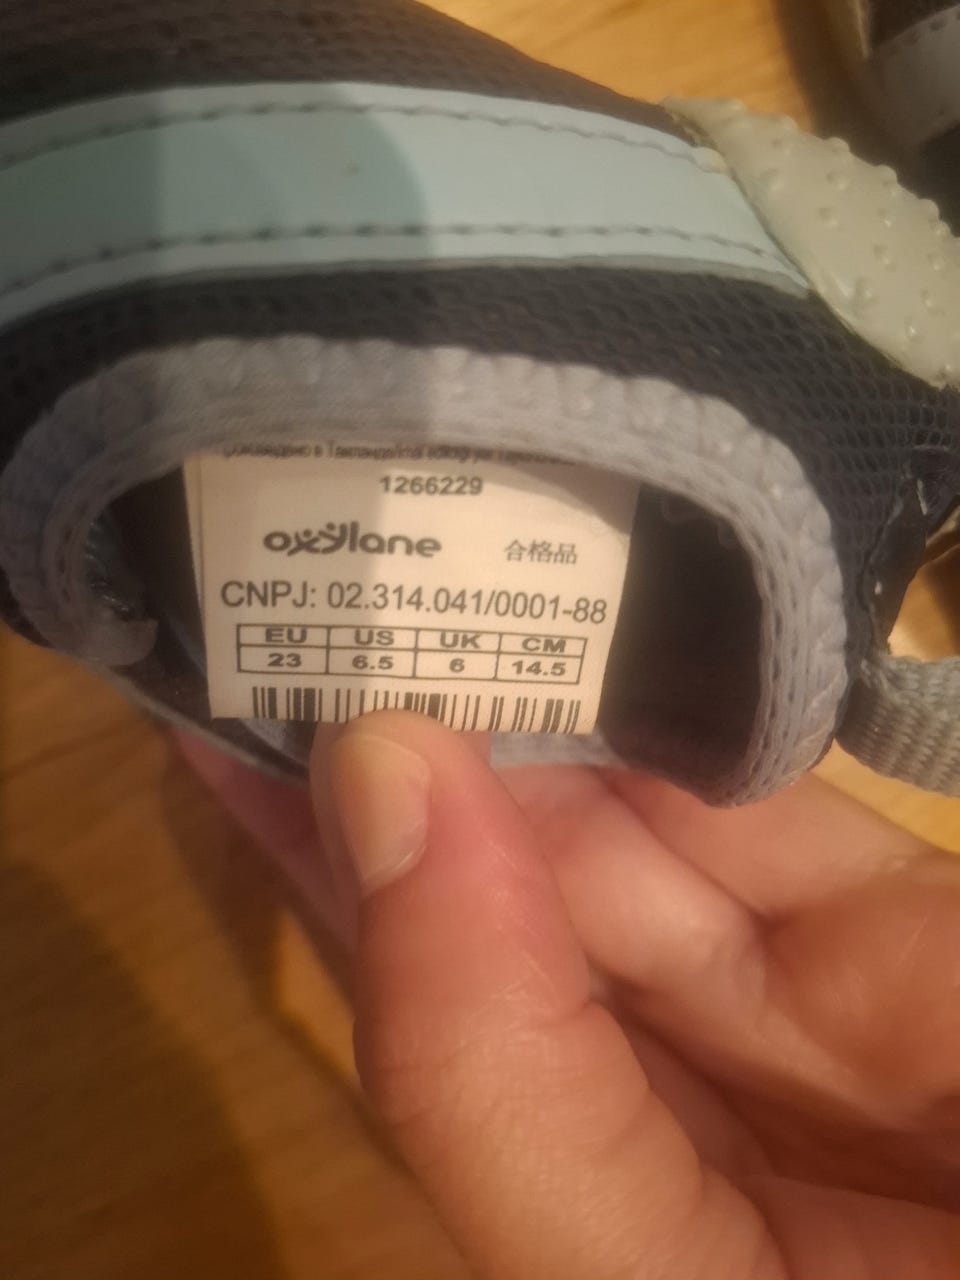 1266229
oxylane 合格品
CNPJ: 02.314.041/0001-88
EU US UK CM
23 6.5 6 14.5